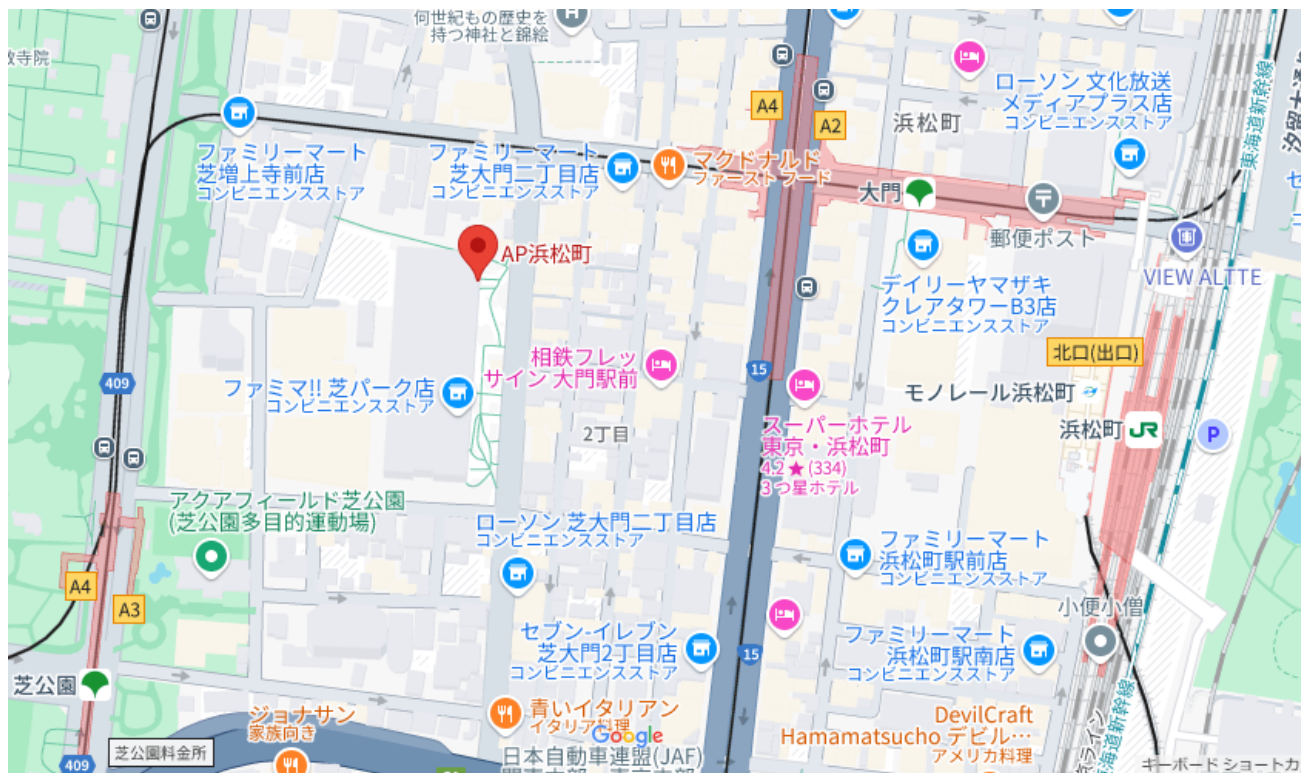 何世紀もの歴史を
持つ神社と錦絵
ローソン 文化放送
メディアプラス店
コンビニエンスストア
A4
A2
浜松町
東海道新幹線
ファミリーマート
芝増上寺前店
コンビニエンスストア
ファミリーマート
芝大門二丁目店
コンビニエンスストア
マクドナルド
ファースト フード
大門
郵便ポスト
VIEW ALTTE
AP浜松町
デイリーヤマザキ
クレアタワーB3店
コンビニエンスストア
北口(出口)
相鉄フレッ
サイン 大門駅前
15
409
ファミマ!! 芝パーク店
コンビニエンスストア
モノレール浜松町
浜松町
JR
P
2丁目
スーパーホテル
東京・浜松町
4.2★(334)
3 つ星ホテル
アクアフィールド芝公園
(芝公園多目的運動場)
ローソン 芝大門二丁目店
コンビニエンスストア
ファミリーマート
浜松町駅前店
コンビニエンスストア
A4
A3
小便小僧
セブン-イレブン
芝大門2丁目店
コンビニエンスストア
15
ファミリーマート
浜松町駅南店
コンビニエンスストア
芝公園
ジョナサン
家族向き
青いイタリアン
イタリア料理
Google
DevilCraft
Hamamatsucho デビル…
アメリカ料理
芝公園料金所
409
日本自動車連盟(JAF)
海道新幹線
キーボード ショートカ